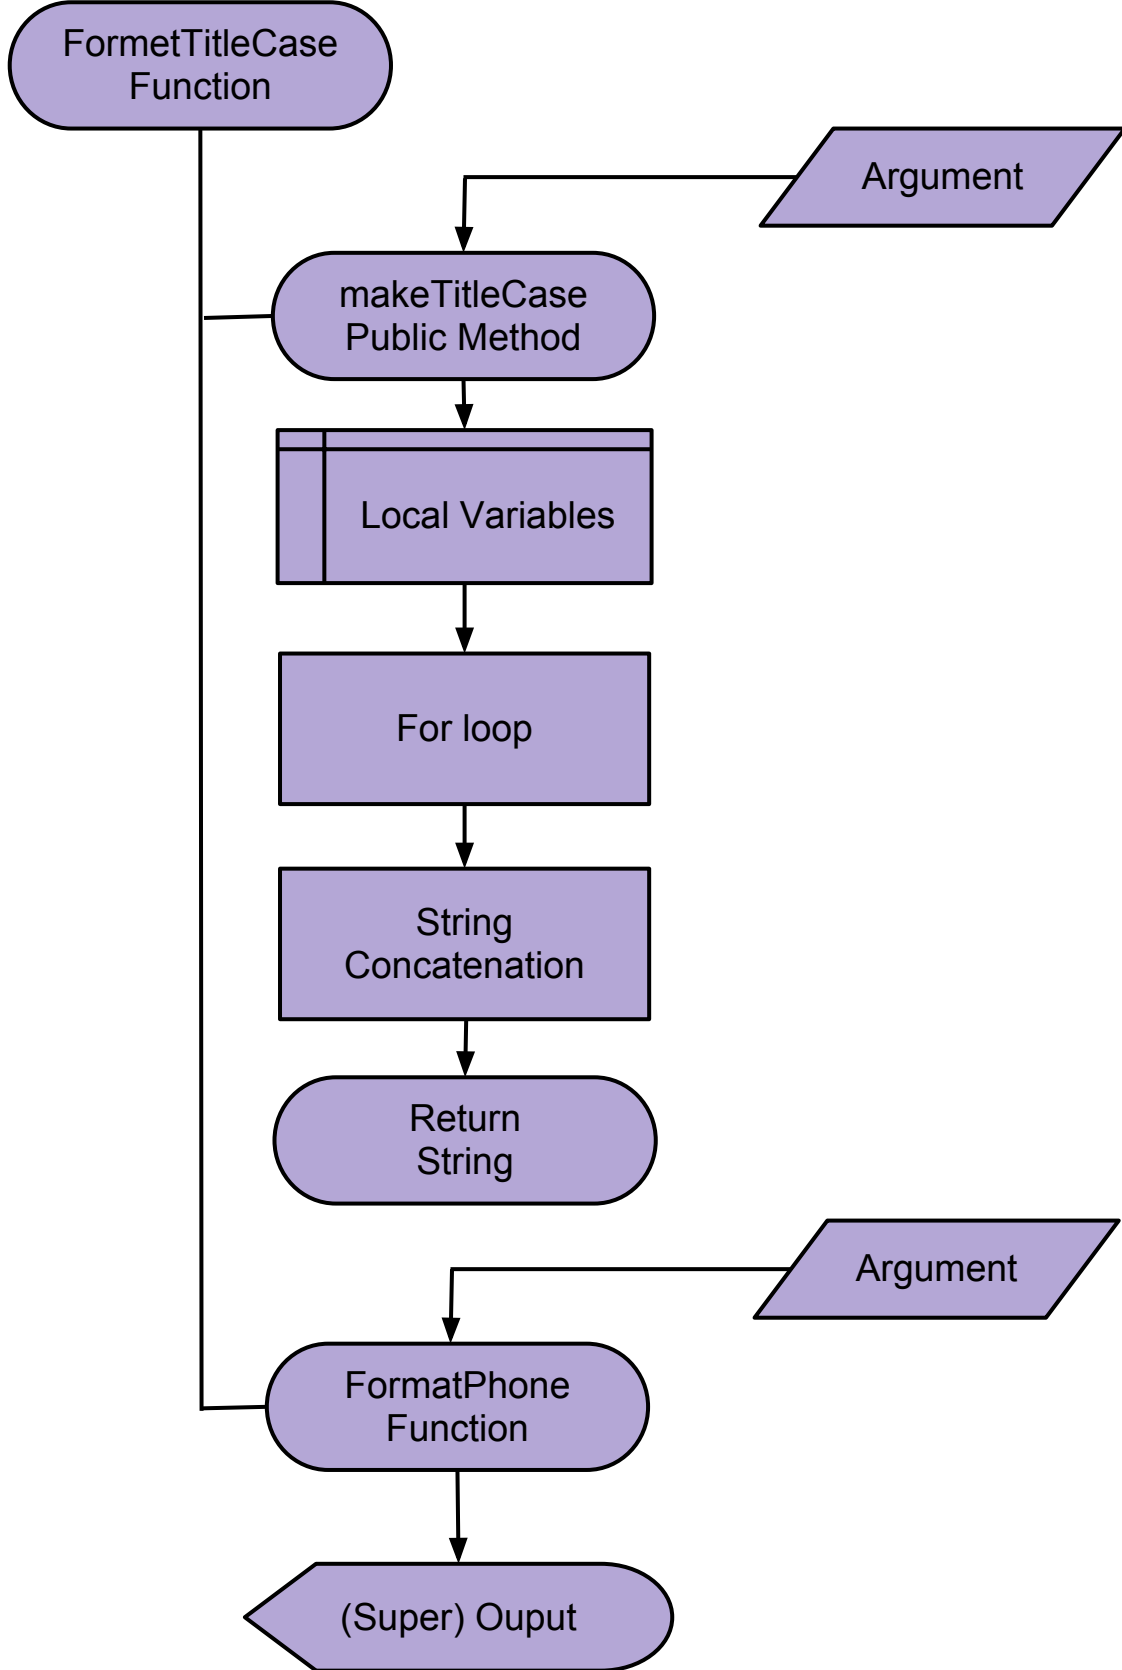 FormetTitleCase
Function
Argument
makeTitleCase
Public Method
Local Variables
For loop
String
Concatenation
Return
String
Argument
FormatPhone
Function
(Super) Ouput